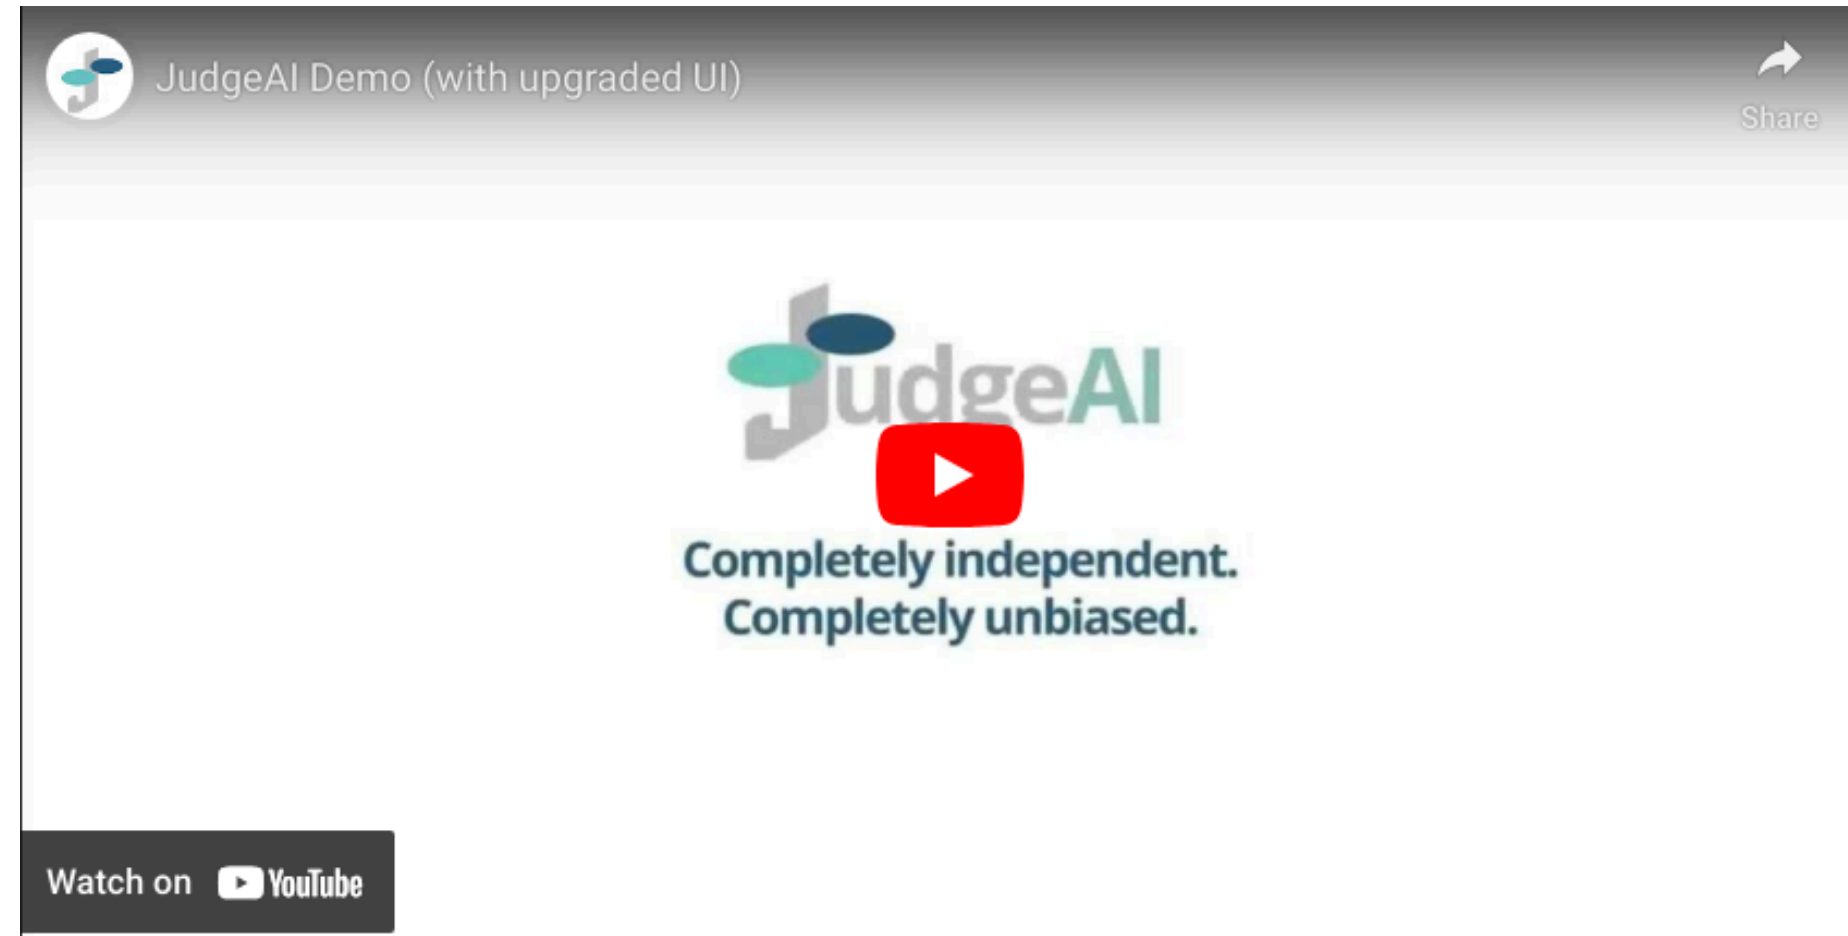 JudgeAI Demo (with upgraded UI)
Share
JudgeAI
Completely independent.
Completely unbiased.
Watch on YouTube